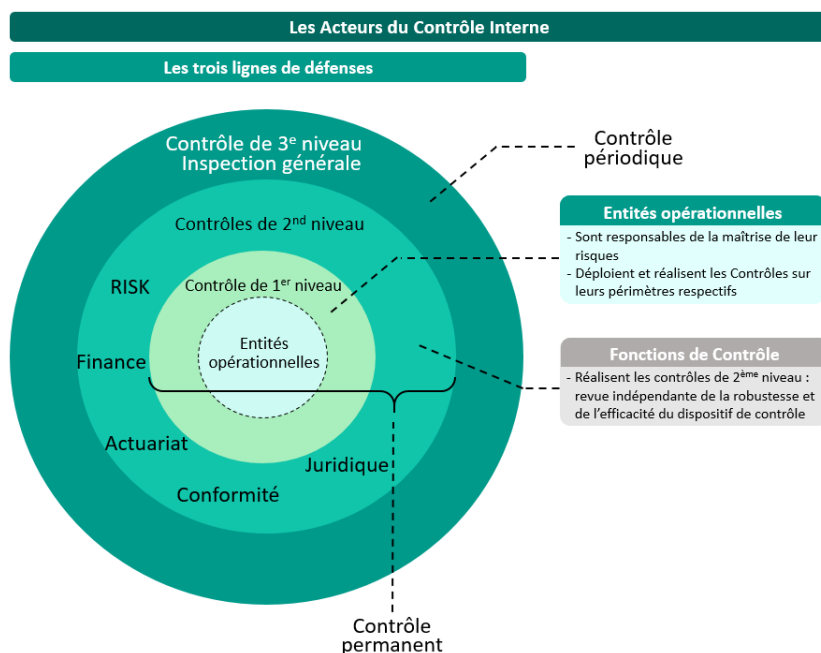 Les Acteurs du Contrôle Interne
Les trois lignes de défenses
Contrôle de 3e niveau
Inspection générale
Contrôle
périodique
Contrôles de 2nd niveau
Entités opérationnelles
- Sont responsables de la maîtrise de leur
risques
- Déploient et réalisent les Contrôles sur
leurs périmètres respectifs
RISK
Contrôle de 1er niveau
Entités
opérationnelles
Finance
Fonctions de Contrôle
- Réalisent les contrôles de 2ème niveau :
revue indépendante de la robustesse et
de l'efficacité du dispositif de contrôle
Actuariat
Juridique
Conformité
Contrôle
permanent